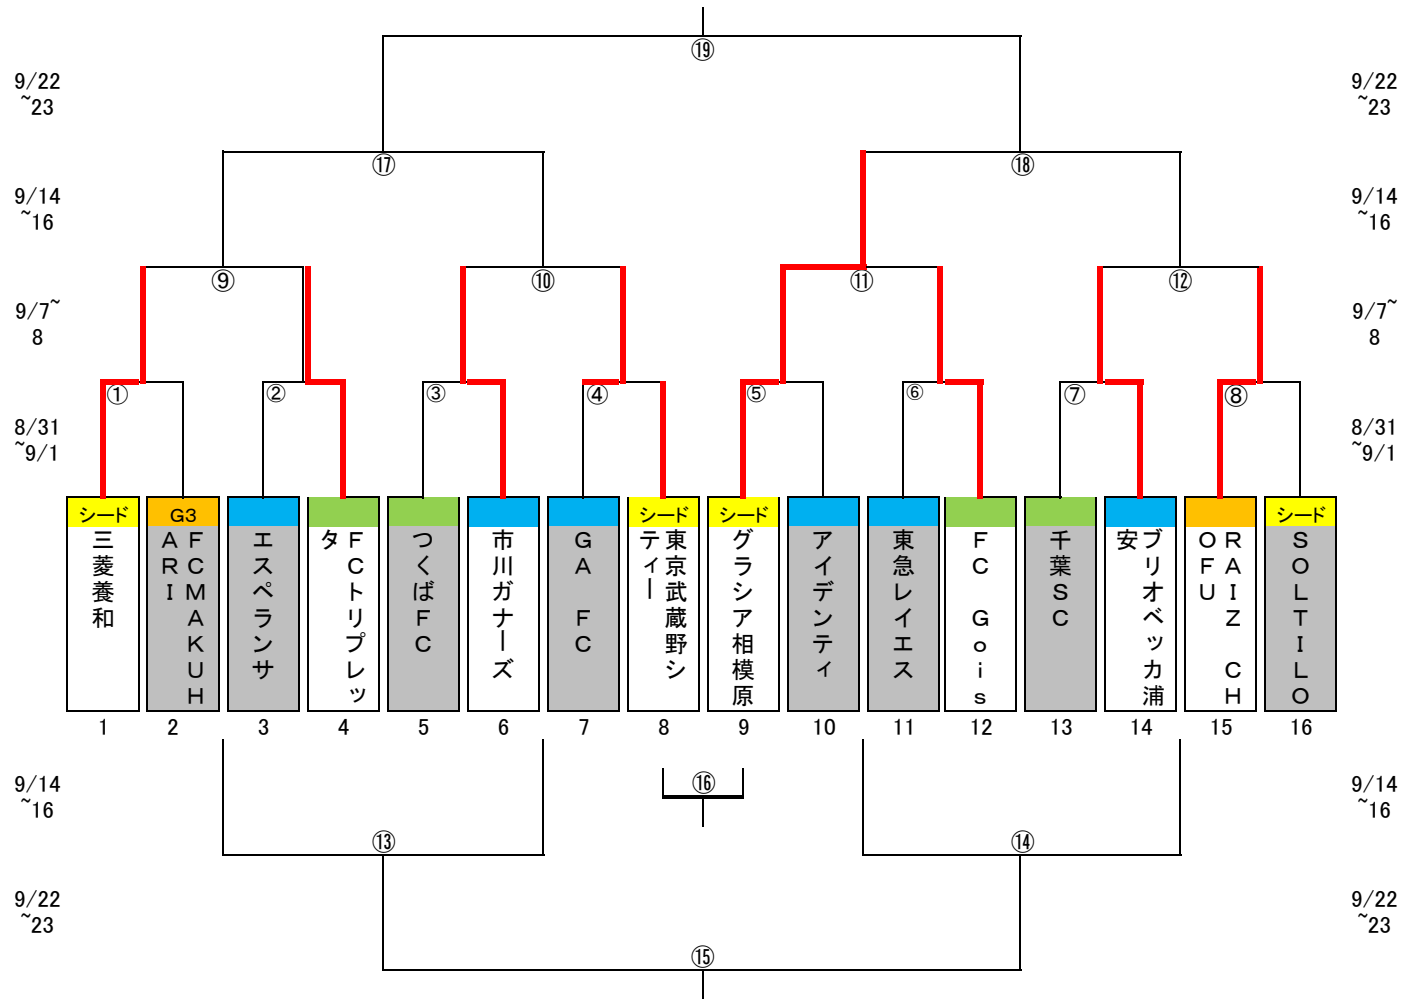 ⑲
9/22
~23
9/22
~23
⑰
⑱
9/14
~16
9/14
~16
⑨
⑩
⑪
⑫
9/7~
8
9/7~
8
①
②
③
④
⑤
⑥
⑦
⑧
8/31
~9/1
8/31
~9/1
シード
G3
シード
シード
シード
三菱養和
FCMAKUH
ARI
エスペランサ
FCトリプレッ
タ
つくばFC
市川ガナーズ
GA FC
東京武蔵野シ
ティー
グラシア相模原
アイデンティ
東急レイエス
FC Gois
千葉SC
ブリオベッカ浦
安
RAIZ CH
OFU
SOLTILO
1
2
3
4
5
6
7
8
9
10
11
12
13
14
15
16
9/14
~16
⑯
9/14
~16
⑬
⑭
9/22
~23
9/22
~23
⑮